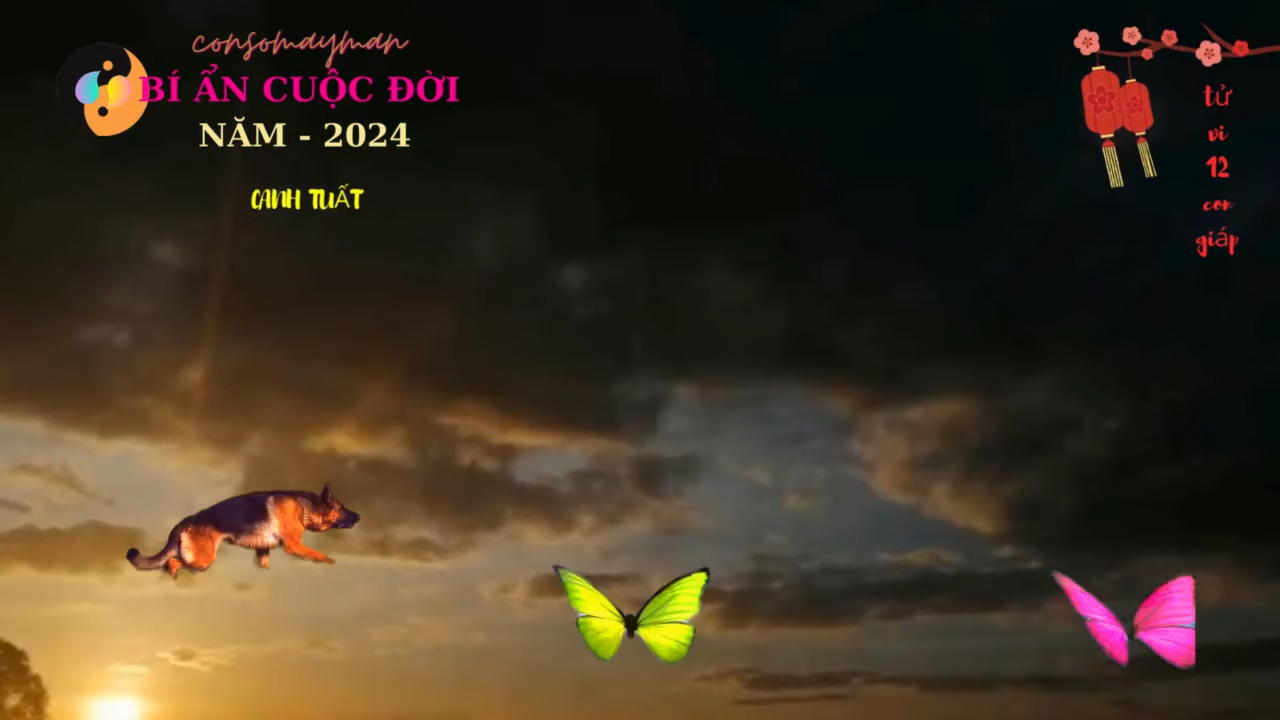 consomayman
BÍ ẨN CUỘC ĐỜI
NĂM - 2024
CANH TUẤT
tử
vi
12
con
giáp